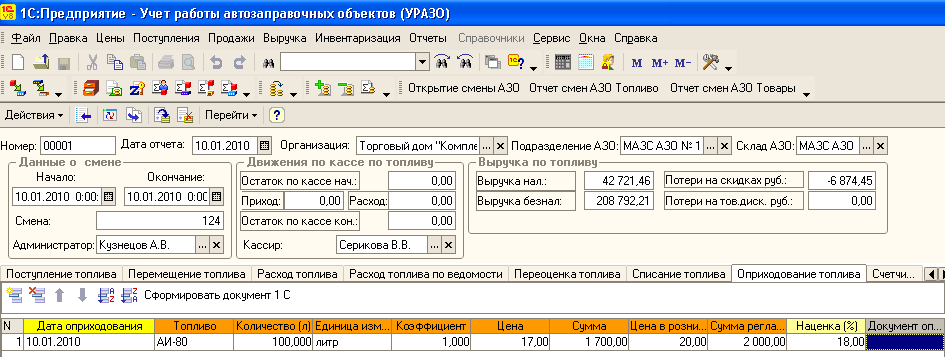 1С:Предприятие - Учет работы автозаправочных объектов (УРАЗО)
Файл Правка Цены Поступления Продажи Выручка Инвентаризация Отчеты Справочники Сервис Окна Справка
M M+ M-
Открытие смены АЗО Отчет смен АЗО Топливо Отчет смен АЗО Товары
Действия Перейти
Номер: 00001 Дата отчета: 10.01.2010 Организация: Торговый дом "Компле ... Подразделение АЗО: МАЗС АЗО № 1 ... Склад АЗО: МАЗС АЗО ...
Данные о смене Движения по кассе по топливу Выручка по топливу
Начало: Окончание: Остаток по кассе нач.: 0,00 Выручка нал.: 42 721,46 Потери на скидках руб.: -6 874,45
10.01.2010 0:00 10.01.2010 0:00 Приход: 0,00 Расход: 0,00 Выручка безнал: 208 792,21 Потери на тов.диск. руб.: 0,00
Смена: 124 Остаток по кассе кон.: 0,00
Администратор: Кузнецов А.В. ... Кассир: Серикова В.В. ...
Поступление топлива Перемещение топлива Расход топлива Расход топлива по ведомости Переоценка топлива Списание топлива Оприходование топлива Счетчи...
Сформировать документ 1 С
N Дата оприходования Топливо Количество (л) Единица изм... Коэффициент Цена Сумма Цена в розни... Сумма регла... Наценка (%) Документ оп...
1 10.01.2010 АИ-80 100,000 литр 1,000 17,00 1 700,00 20,00 2 000,00 18,00